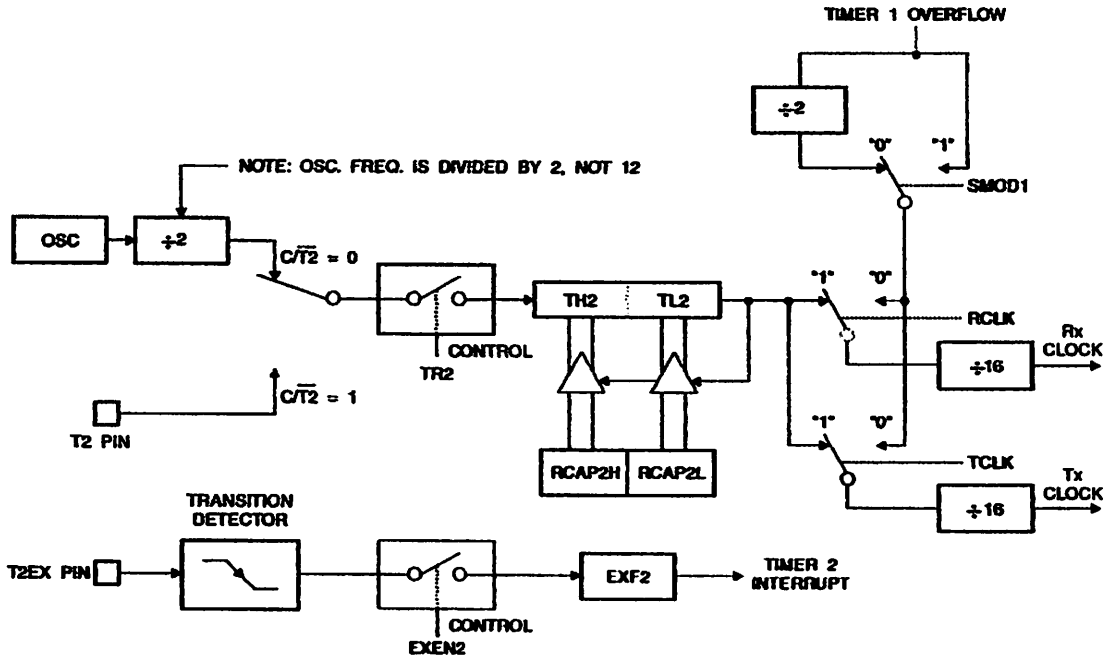 TIMER 1 OVERFLOW
÷2
NOTE: OSC. FREQ. IS DIVIDED BY 2, NOT 12
"0"
"1"
SMOD1
OSC
÷2
C/T̅2̅ = 0
TH2
TL2
"1"
"0"
RCLK
Rx
CLOCK
CONTROL
TR2
÷16
C/T̅2̅ = 1
T2 PIN
"1"
"0"
RCAP2H
RCAP2L
TCLK
Tx
CLOCK
÷16
TRANSITION
DETECTOR
T2EX PIN
EXF2
TIMER 2
INTERRUPT
CONTROL
EXEN2